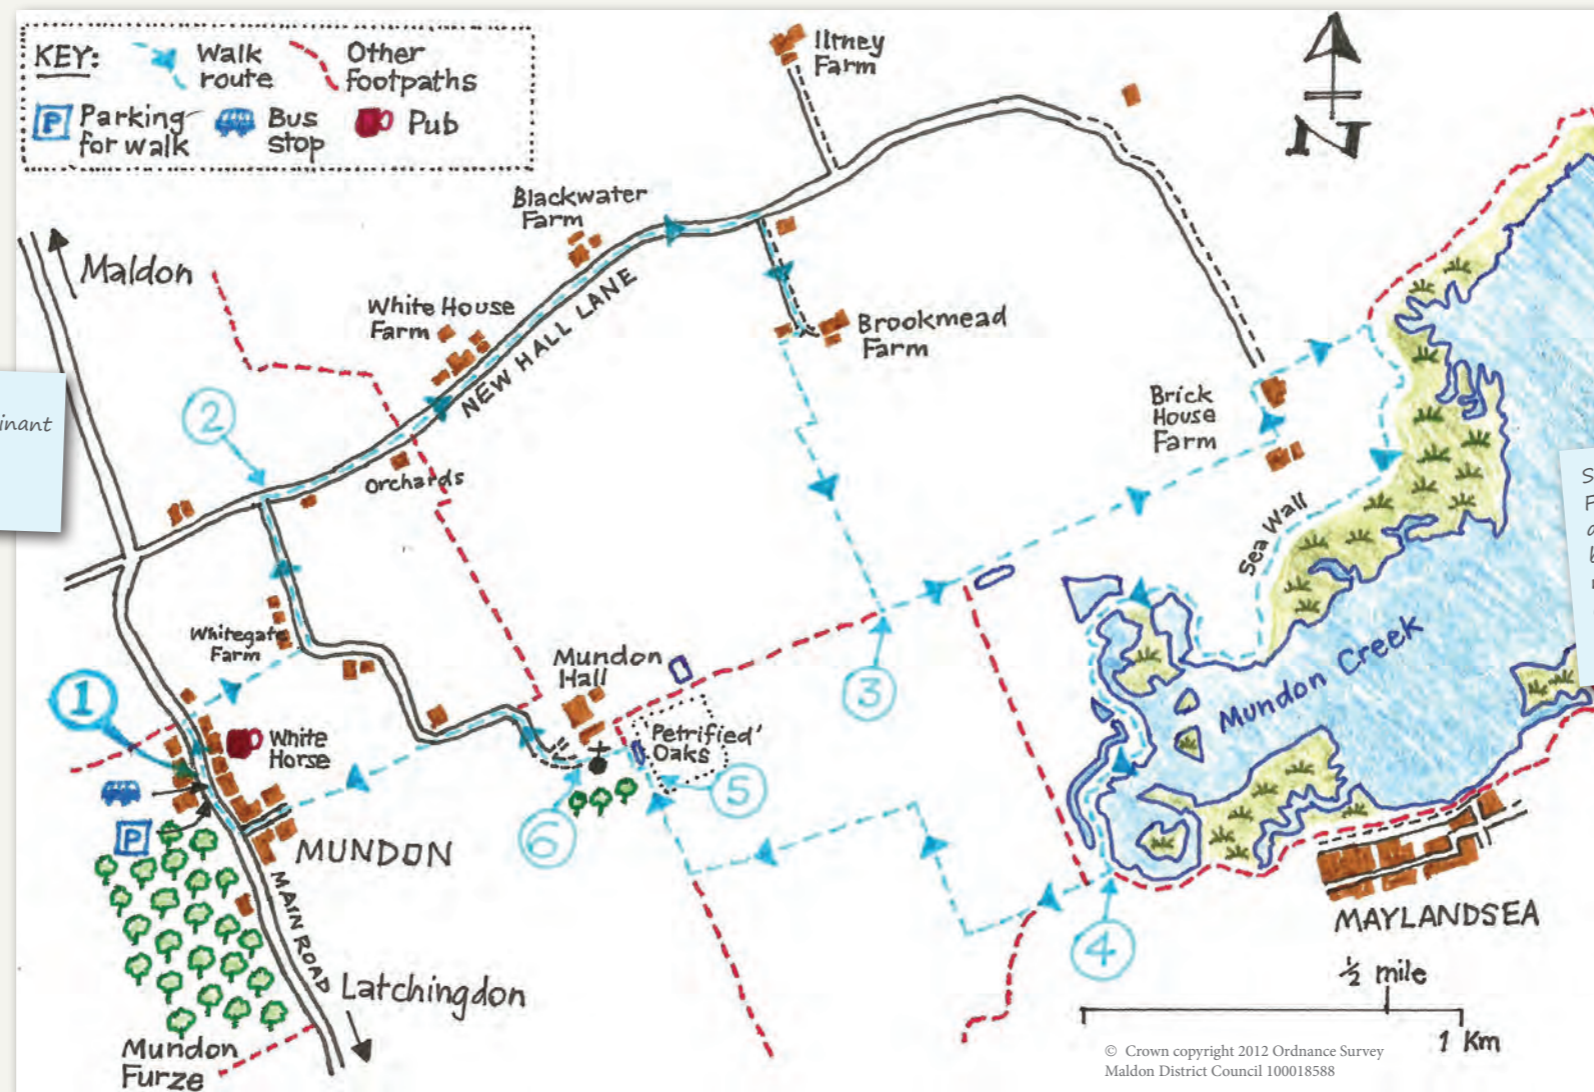 KEY:
Walk
route
Other
footpaths
P
Parking
for walk
Bus
stop
Pub
Iltney
Farm
N
Blackwater
Farm
Maldon
White House
Farm
NEW HALL LANE
Brookmead
Farm
inant
2
Brick
House
Farm
Orchards
Sea Wall
Whitegate
Farm
Mundon
Hall
3
Mundon Creek
1
White
Horse
'Petrified'
Oaks
5
P
6
MUNDON
MAIN ROAD
4
MAYLANDSEA
Latchingdon
½ mile
1 Km
Mundon
Furze
© Crown copyright 2012 Ordnance Survey
Maldon District Council 100018588